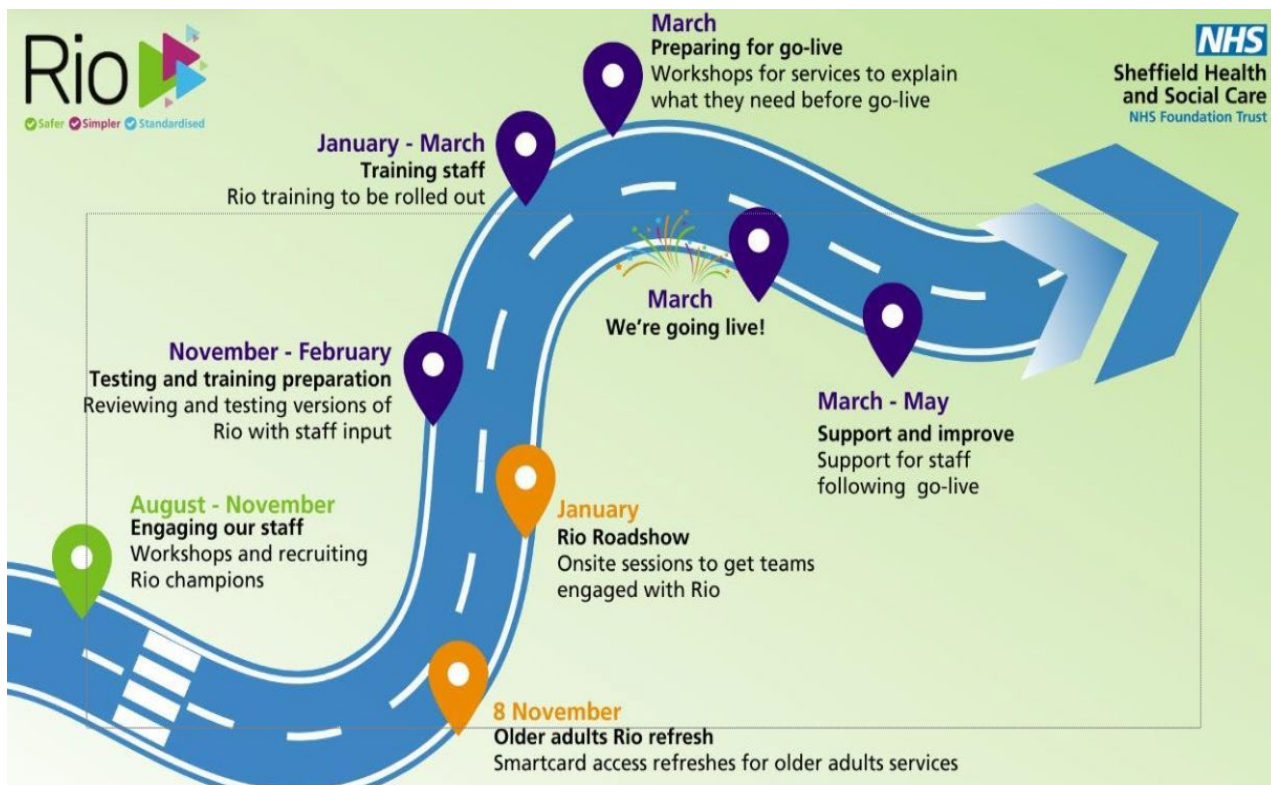 Rio
Safer Simpler Standardised
NHS
Sheffield Health
and Social Care
NHS Foundation Trust
March
Preparing for go-live
Workshops for services to explain
what they need before go-live
January - March
Training staff
Rio training to be rolled out
March
We're going live!
November - February
Testing and training preparation
Reviewing and testing versions of
Rio with staff input
March - May
Support and improve
Support for staff
following go-live
August - November
Engaging our staff
Workshops and recruiting
Rio champions
January
Rio Roadshow
Onsite sessions to get teams
engaged with Rio
8 November
Older adults Rio refresh
Smartcard access refreshes for older adults services